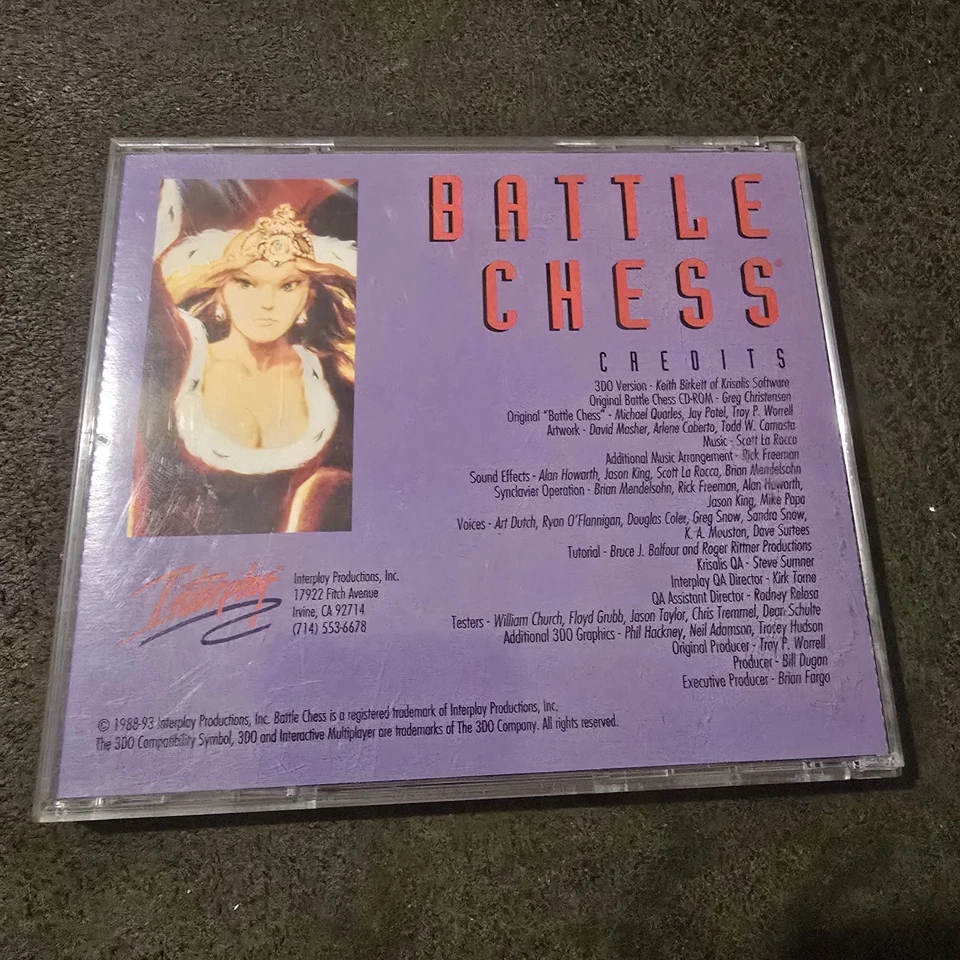 BATTLE
CHESS®
CREDITS
3DO Version - Keith Birkett of Krisalis Software
Original Battle Chess CD-ROM - Greg Christensen
Original "Battle Chess" - Michael Quarles, Jay Patel, Troy P. Worrell
Artwork - David Mosher, Arlene Caberto, Todd W. Camasta
Music - Scott La Rocca
Additional Music Arrangement - Rick Freeman
Sound Effects - Alan Howarth, Jason King, Scott La Rocca, Brian Mendelsohn
Synclavier Operation - Brian Mendelsohn, Rick Freeman, Alan Howarth,
Jason King, Mike Papa
Voices - Art Dutch, Ryan O'Flannigan, Douglas Coler, Greg Snow, Sandra Snow,
K. A. Mouston, Dave Surtees
Tutorial - Bruce J. Balfour and Roger Rittner Productions
Krisalis QA - Steve Sumner
Interplay QA Director - Kirk Tome
QA Assistant Director - Rodney Relosa
Testers - William Church, Floyd Grubb, Jason Taylor, Chris Tremmel, Dean Schulte
Additional 3DO Graphics - Phil Hackney, Neil Adamson, Tracey Hudson
Original Producer - Troy P. Worrell
Producer - Bill Dugan
Executive Producer - Brian Fargo
Interplay™
Interplay Productions, Inc.
17922 Fitch Avenue
Irvine, CA 92714
(714) 553-6678
© 1988-93 Interplay Productions, Inc. Battle Chess is a registered trademark of Interplay Productions, Inc.
The 3DO Compatibility Symbol, 3DO and Interactive Multiplayer are trademarks of The 3DO Company. All rights reserved.